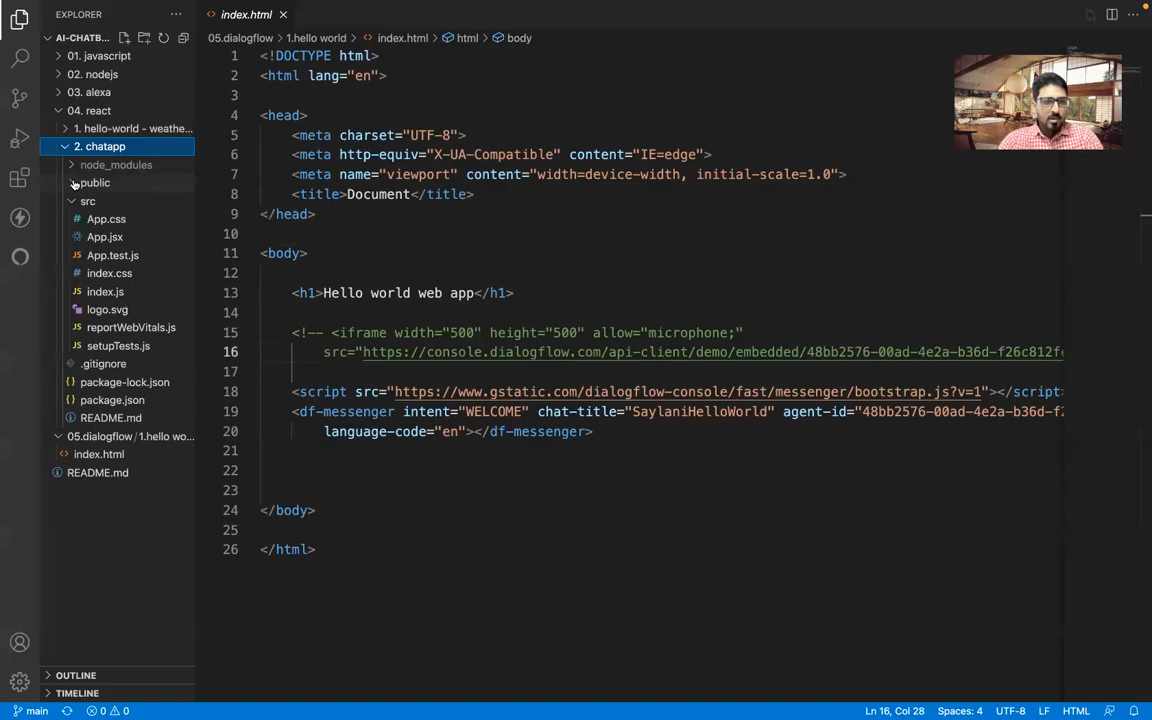 EXPLORER
AI-CHATB...
01. javascript
02. nodejs
03. alexa
04. react
1. hello-world - weathe...
2. chatapp
node_modules
public
src
# App.css
App.jsx
JS App.test.js
# index.css
JS index.js
logo.svg
JS reportWebVitals.js
JS setupTests.js
.gitignore
{} package-lock.json
{} package.json
README.md
05.dialogflow / 1.hello wo...
<> index.html
README.md
OUTLINE
TIMELINE
<> index.html
05.dialogflow > 1.hello world > <> index.html > html > body
1 <!DOCTYPE html>
2 <html lang="en">
3
4 <head>
5 <meta charset="UTF-8">
6 <meta http-equiv="X-UA-Compatible" content="IE=edge">
7 <meta name="viewport" content="width=device-width, initial-scale=1.0">
8 <title>Document</title>
9 </head>
10
11 <body>
12
13 <h1>Hello world web app</h1>
14
15 <!-- <iframe width="500" height="500" allow="microphone;"
16 src="https://console.dialogflow.com/api-client/demo/embedded/48bb2576-00ad-4e2a-b36d-f26c812fe
17
18 <script src="https://www.gstatic.com/dialogflow-console/fast/messenger/bootstrap.js?v=1"></script>
19 <df-messenger intent="WELCOME" chat-title="SaylaniHelloWorld" agent-id="48bb2576-00ad-4e2a-b36d-f2
20 language-code="en"></df-messenger>
21
22
23
24 </body>
25
26 </html>
main
0 0
Ln 16, Col 28
Spaces: 4
UTF-8
LF
HTML